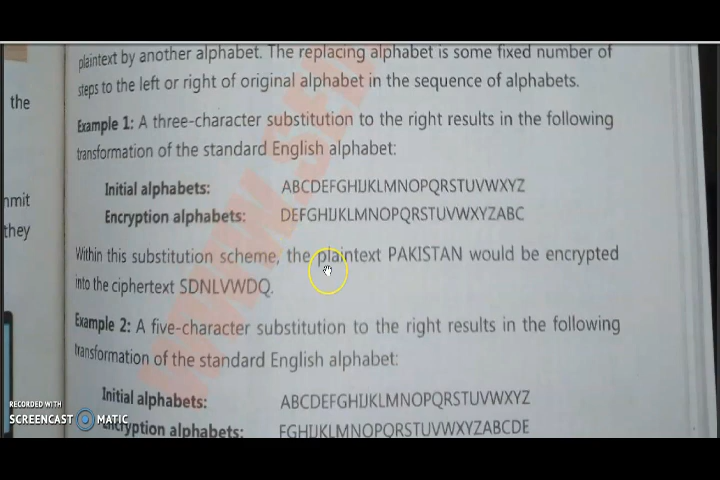 plaintext by another alphabet. The replacing alphabet is some fixed number of
steps to the left or right of original alphabet in the sequence of alphabets.
the
Example 1: A three-character substitution to the right results in the following
transformation of the standard English alphabet:
Initial alphabets: ABCDEFGHIJKLMNOPQRSTUVWXYZ
nmit
Encryption alphabets: DEFGHIJKLMNOPQRSTUVWXYZABC
they
Within this substitution scheme, the plaintext PAKISTAN would be encrypted
into the ciphertext SDNLVWDQ.
Example 2: A five-character substitution to the right results in the following
transformation of the standard English alphabet:
Initial alphabets: ABCDEFGHIJKLMNOPQRSTUVWXYZ
Encryption alphabets: FGHIJKLMNOPQRSTUVWXYZABCDE
RECORDED WITH
SCREENCAST MATIC